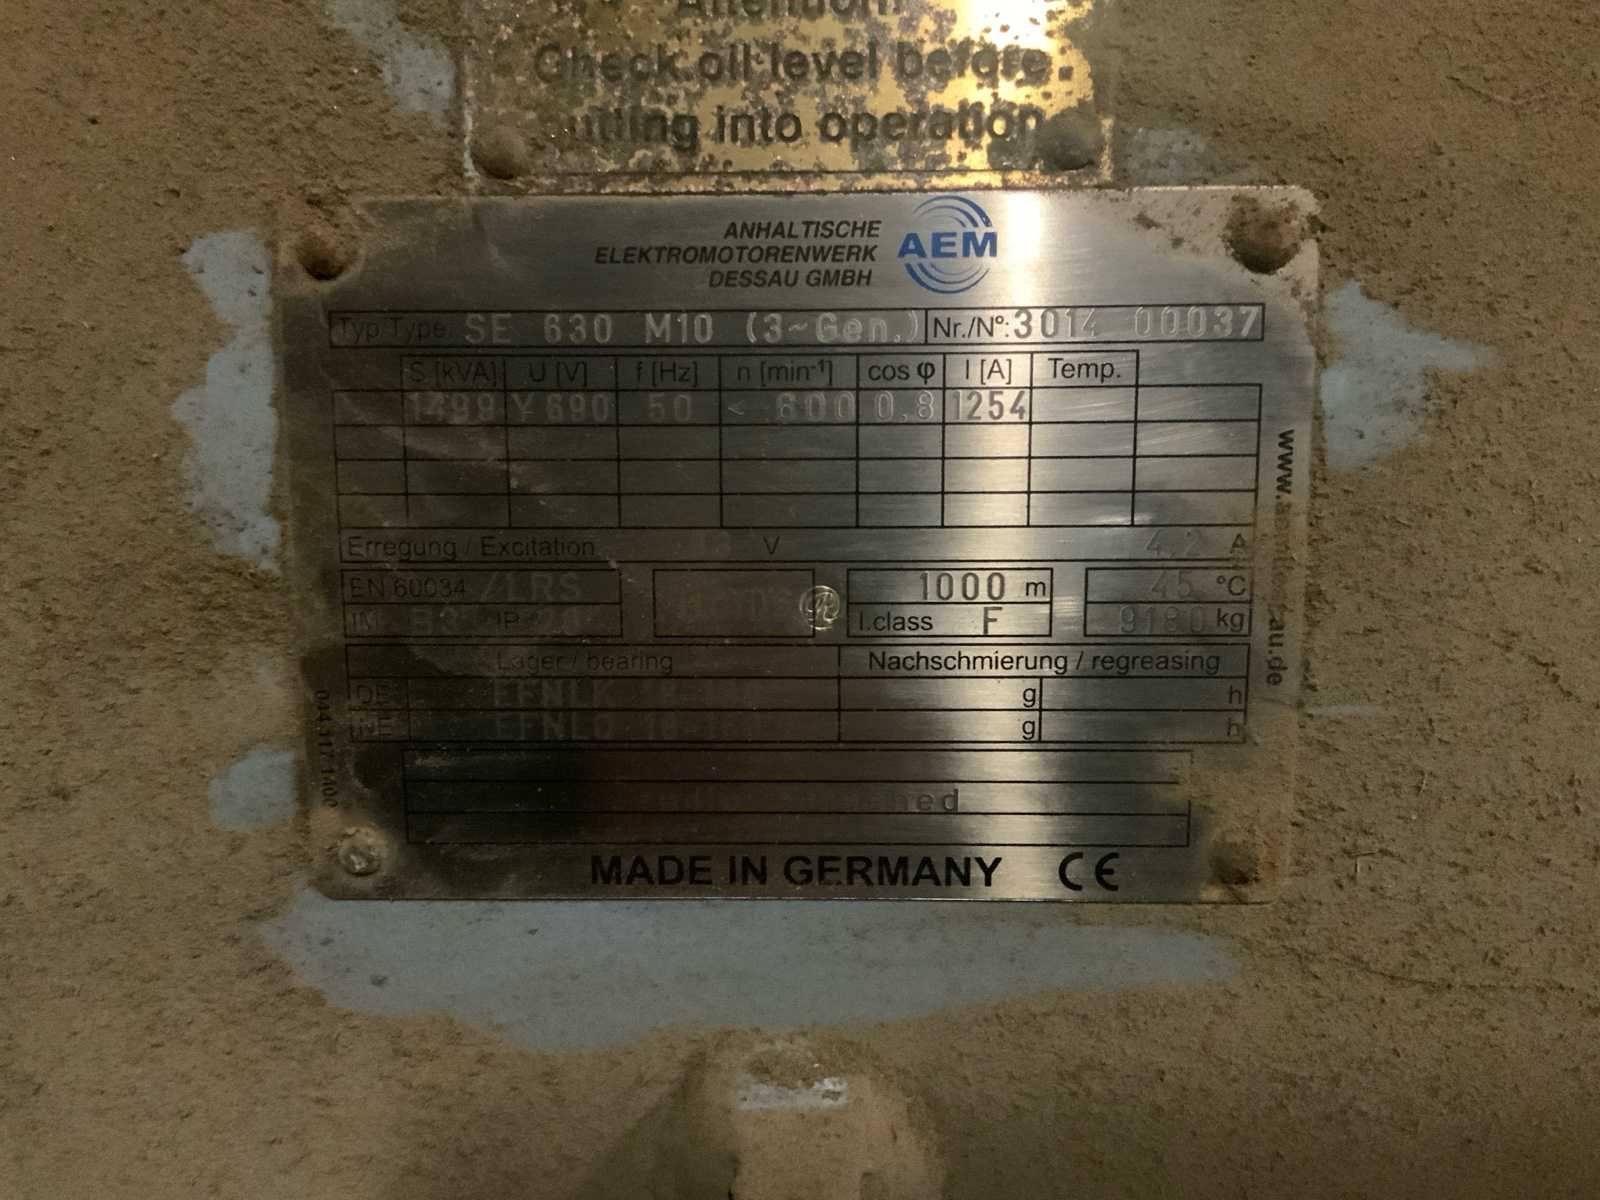 Attention!
Check oil level before
putting into operation
ANHALTISCHE
ELEKTROMOTORENWERK
DESSAU GMBH
AEM
Typ/Type: SE 630 M10 (3~Gen.) Nr./N°: 3014 00037
S [kVA] U [V] f [Hz] n [min-1] cos φ I [A] Temp.
1499 Y 690 50 < 600 0,8 1254
Erregung / Excitation V 4,2 A
EN 60034 /LRS 1000 m 45 °C
IM B3 IP I.class F 9180 kg
Lager / bearing Nachschmierung / regreasing
DE EFNLK g h
NE EFNLQ g h
MADE IN GERMANY CE